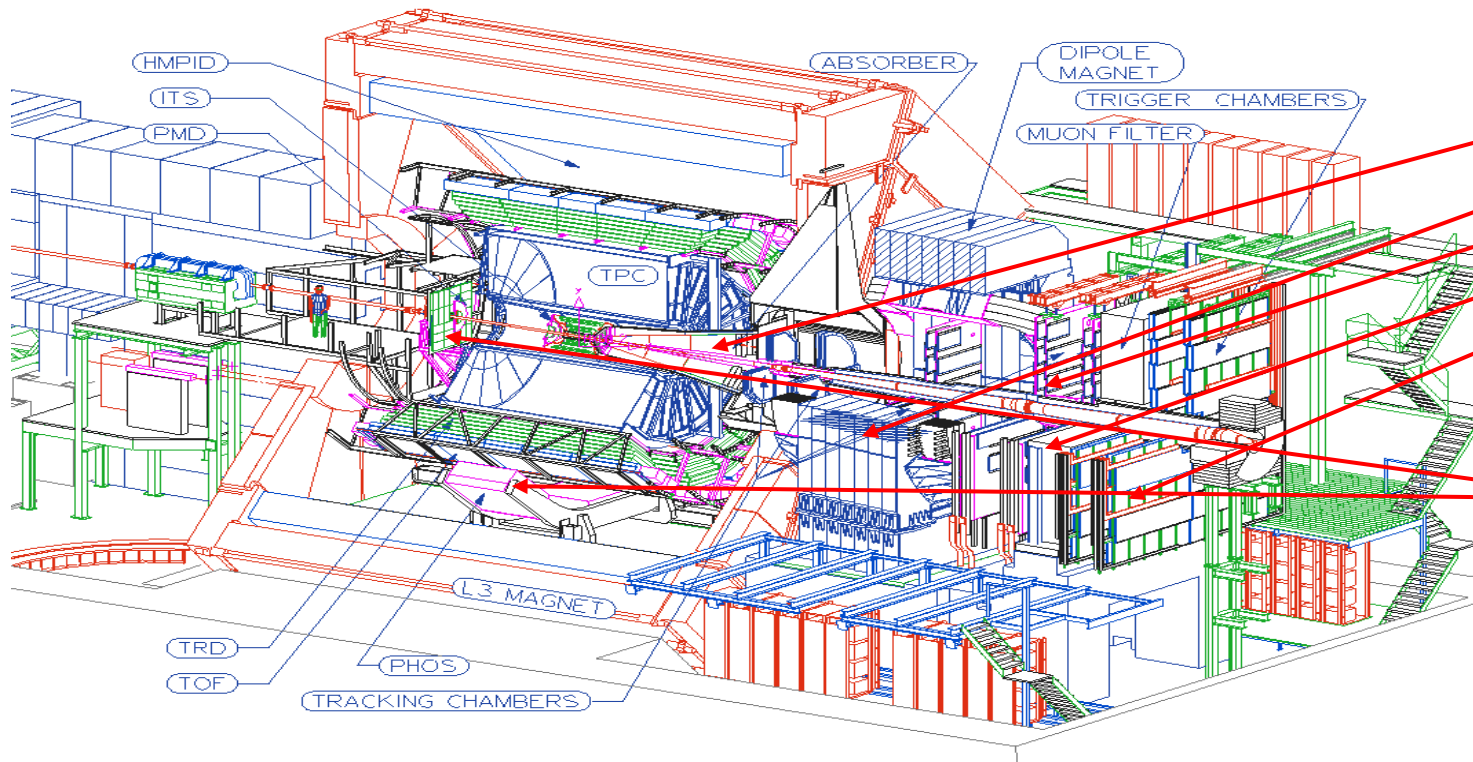 HMPID
ITS
PMD
ABSORBER
DIPOLE
MAGNET
TRIGGER CHAMBERS
MUON FILTER
TPC
L3 MAGNET
TRD
TOF
PHOS
TRACKING CHAMBERS